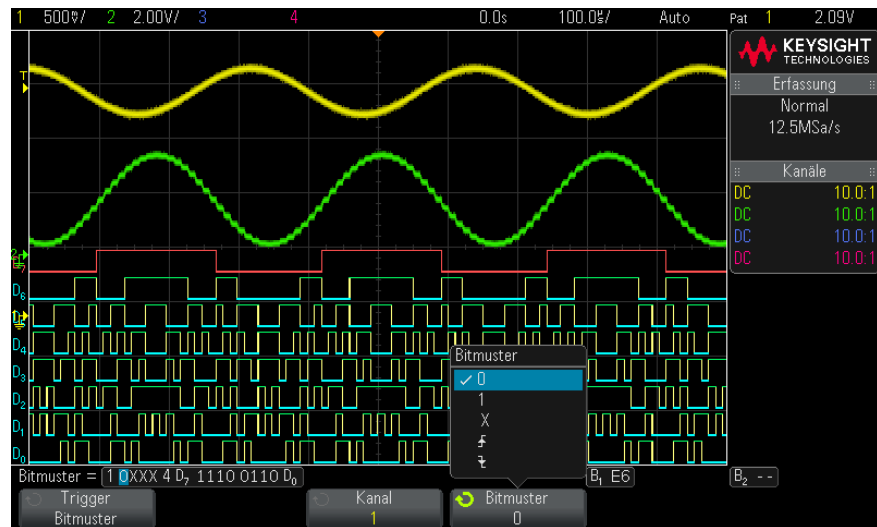 1 500mV/ 2 2.00V/ 3 4 0.0s 100.0µs/ Auto Pat 1 2.09V
KEYSIGHT
TECHNOLOGIES
Erfassung
Normal
12.5MSa/s
Kanäle
DC 10.0:1
DC 10.0:1
DC 10.0:1
DC 10.0:1
T
2
D₆
D₄
D₃
D₂
D₁
D₀
Bitmuster
0
1
X
Bitmuster = 1 0XXX 4 D₇ 1110 0110 D₀ B₁ E6 B₂ --
Trigger Kanal Bitmuster
Bitmuster 1 0